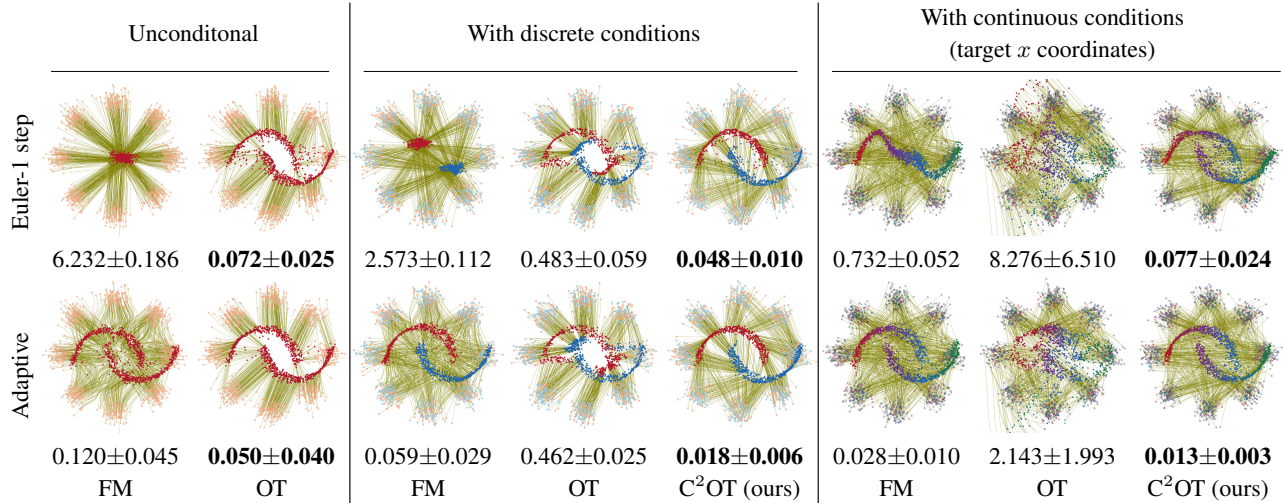 Unconditonal
With discrete conditions
With continuous conditions
(target x coordinates)
Euler-1 step
6.232±0.186
0.072±0.025
2.573±0.112
0.483±0.059
0.048±0.010
0.732±0.052
8.276±6.510
0.077±0.024
Adaptive
0.120±0.045
0.050±0.040
0.059±0.029
0.462±0.025
0.018±0.006
0.028±0.010
2.143±1.993
0.013±0.003
FM
OT
FM
OT
C²OT (ours)
FM
OT
C²OT (ours)